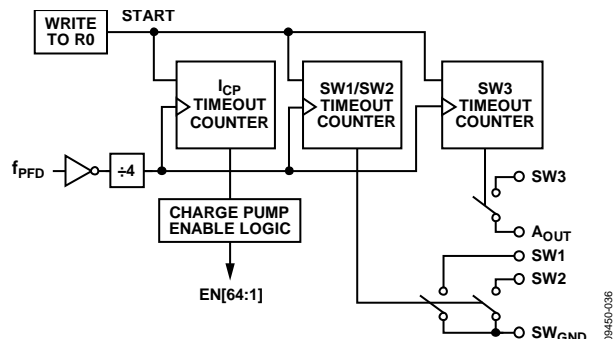 WRITE
TO R0
START
ICP
TIMEOUT
COUNTER
SW1/SW2
TIMEOUT
COUNTER
SW3
TIMEOUT
COUNTER
fPFD
÷4
CHARGE PUMP
ENABLE LOGIC
EN[64:1]
SW3
AOUT
SW1
SW2
SWGND
09450-036